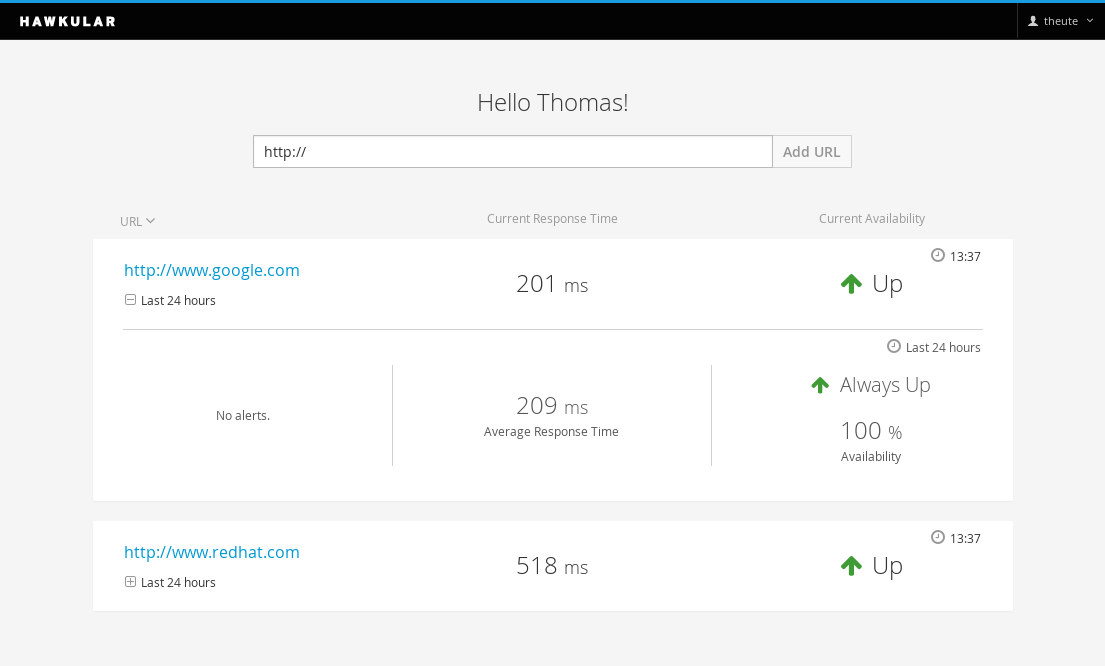 HAWKULAR
theute
Hello Thomas!
http://
Add URL
URL
Current Response Time
Current Availability
13:37
http://www.google.com
201 ms
Up
Last 24 hours
Last 24 hours
No alerts.
209 ms
Average Response Time
Always Up
100 %
Availability
13:37
http://www.redhat.com
518 ms
Up
Last 24 hours